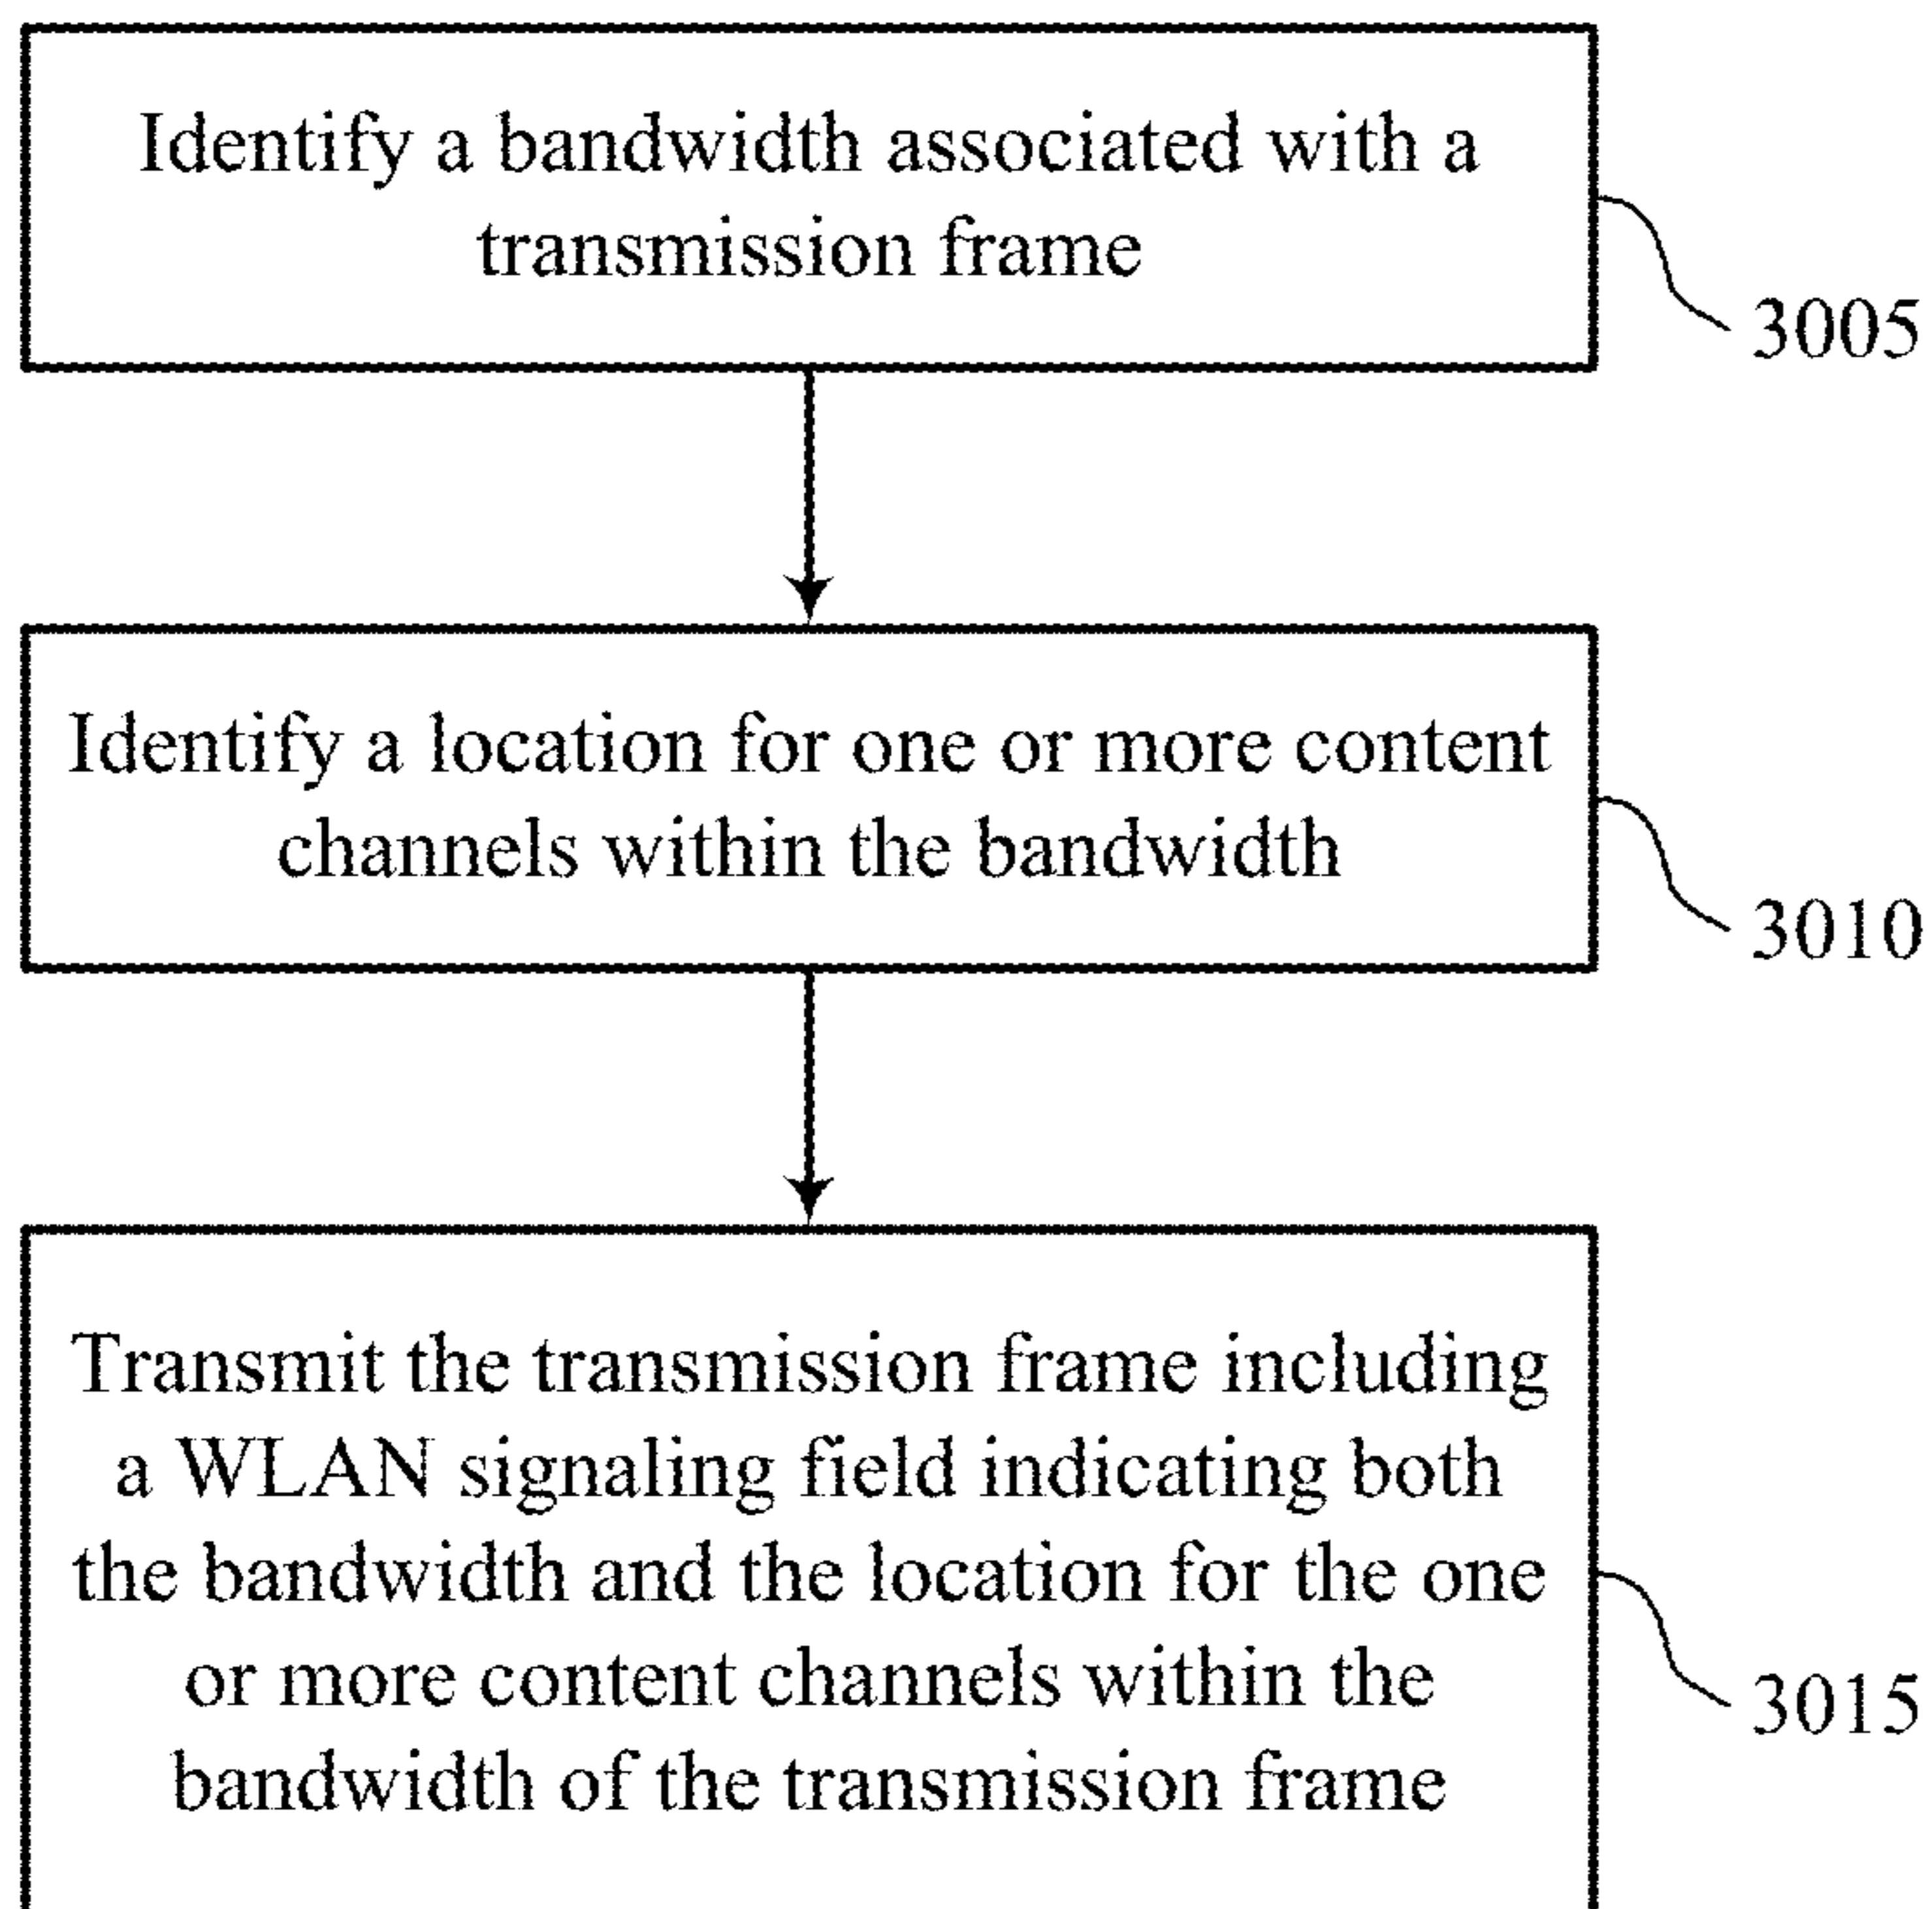 Identify a bandwidth associated with a
transmission frame
3005
Identify a location for one or more content
channels within the bandwidth
3010
Transmit the transmission frame including
a WLAN signaling field indicating both
the bandwidth and the location for the one
or more content channels within the
bandwidth of the transmission frame
3015